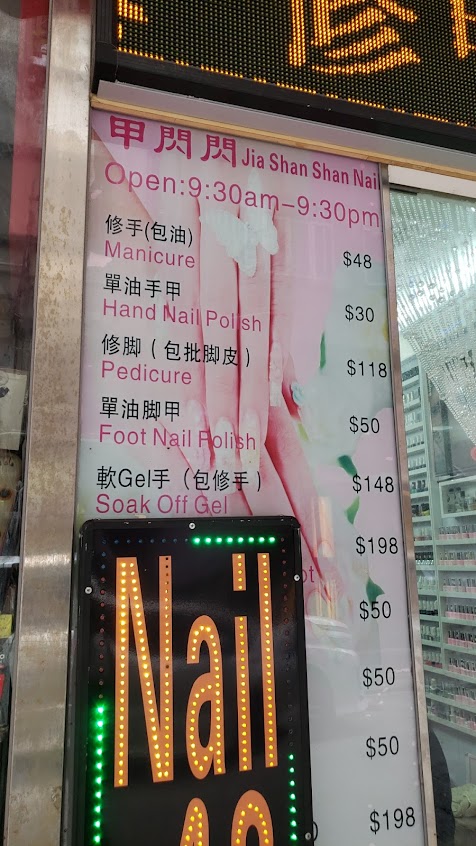 修
甲閃閃 Jia Shan Shan Nail
Open:9:30am-9:30pm
修手(包油) $48
Manicure
單油手甲 $30
Hand Nail Polish
修脚(包批脚皮) $118
Pedicure
單油脚甲 $50
Foot Nail Polish
軟Gel手(包修手) $148
Soak Off Gel
$198
$50
$50
$50
$198
Nail